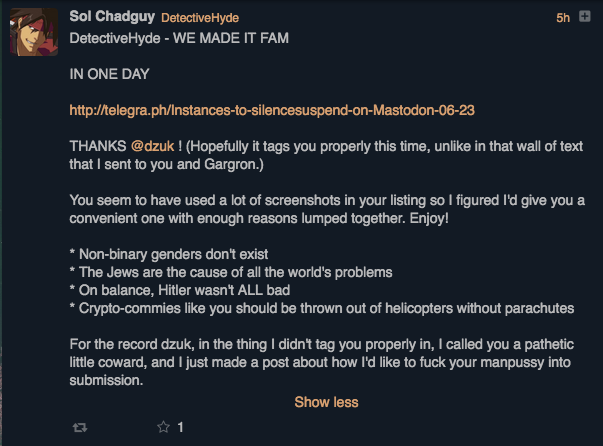 Sol Chadguy DetectiveHyde 5h
DetectiveHyde - WE MADE IT FAM
IN ONE DAY
http://telegra.ph/Instances-to-silencesuspend-on-Mastodon-06-23
THANKS @dzuk ! (Hopefully it tags you properly this time, unlike in that wall of text
that I sent to you and Gargron.)
You seem to have used a lot of screenshots in your listing so I figured I'd give you a
convenient one with enough reasons lumped together. Enjoy!
* Non-binary genders don't exist
* The Jews are the cause of all the world's problems
* On balance, Hitler wasn't ALL bad
* Crypto-commies like you should be thrown out of helicopters without parachutes
For the record dzuk, in the thing I didn't tag you properly in, I called you a pathetic
little coward, and I just made a post about how I'd like to fuck your manpussy into
submission.
Show less
1